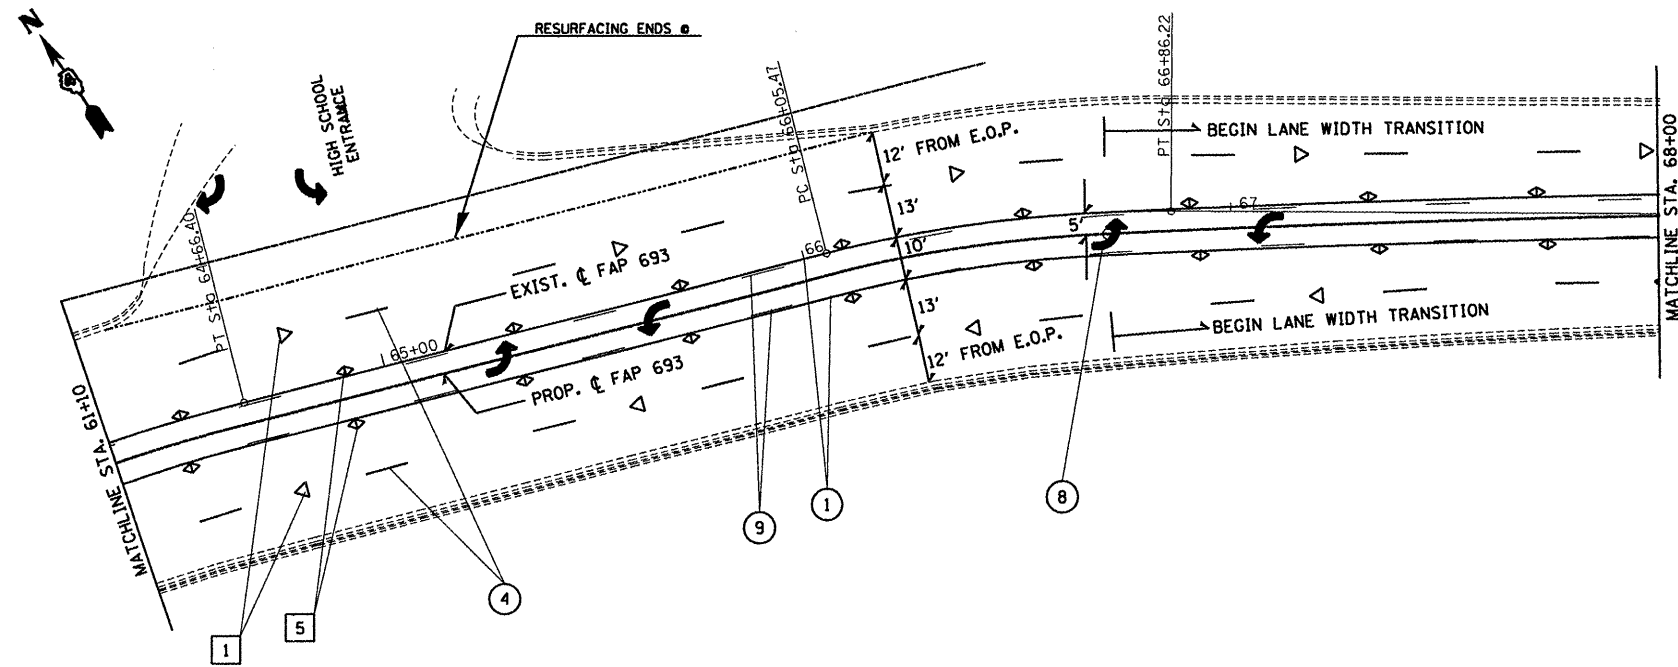 N
RESURFACING ENDS @
HIGH SCHOOL
ENTRANCE
PT Sta 64+66.40
PC Sta 66+05.47
PT Sta 66+86.22
12' FROM E.O.P.
BEGIN LANE WIDTH TRANSITION
13'
10'
5'
67
66
65+00
EXIST. ℄ FAP 693
PROP. ℄ FAP 693
13'
12' FROM E.O.P.
BEGIN LANE WIDTH TRANSITION
MATCHLINE STA. 61+10
MATCHLINE STA. 68+00
9
1
8
4
5
1